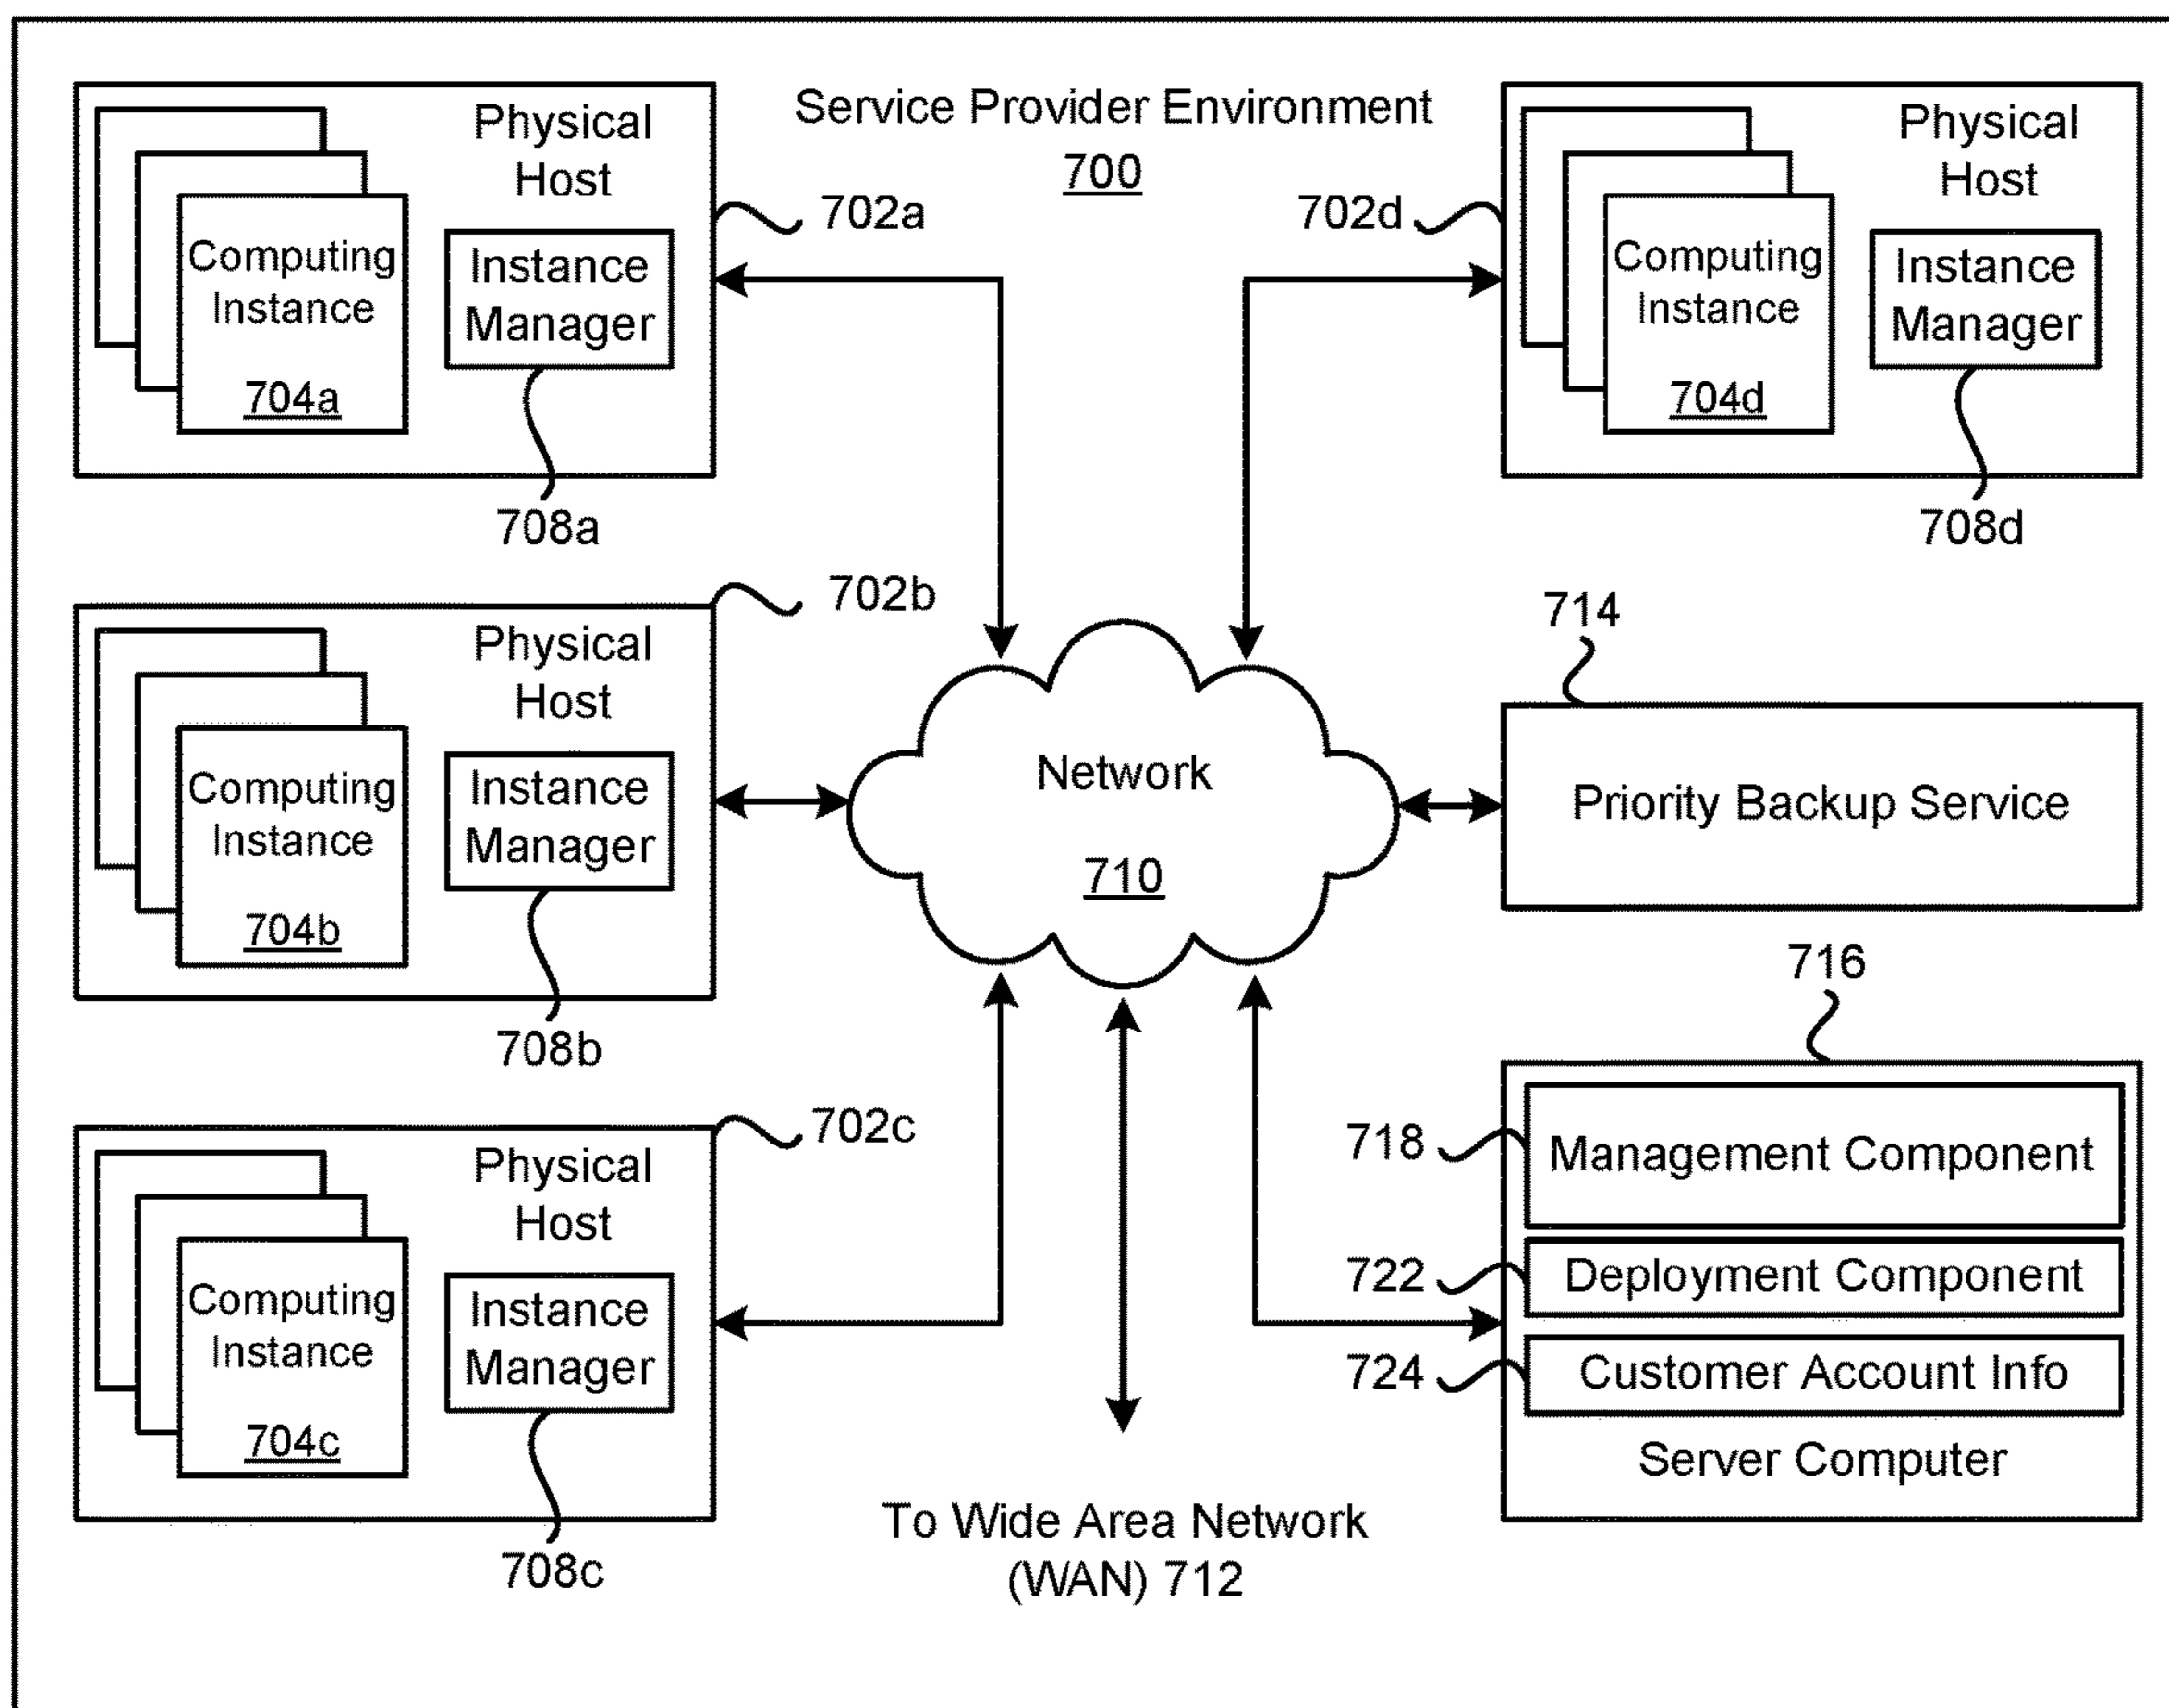 Service Provider Environment
700
Physical
Host
Computing
Instance
704a
Instance
Manager
702a
708a
702d
Physical
Host
Computing
Instance
704d
Instance
Manager
708d
702b
Physical
Host
Computing
Instance
704b
Instance
Manager
708b
Network
710
714
Priority Backup Service
702c
Physical
Host
Computing
Instance
704c
Instance
Manager
708c
To Wide Area Network
(WAN) 712
716
718
Management Component
722
Deployment Component
724
Customer Account Info
Server Computer